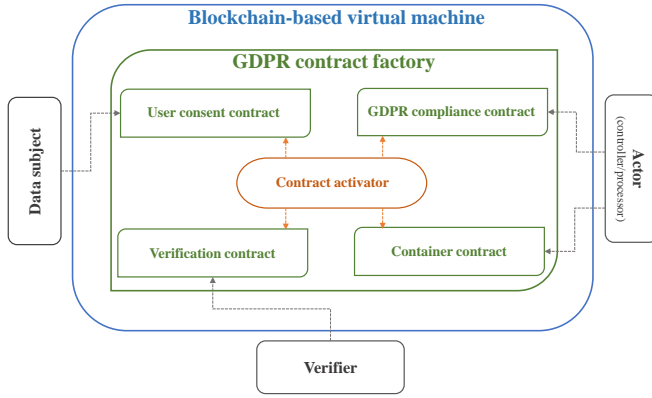 Blockchain-based virtual machine
GDPR contract factory
User consent contract
GDPR compliance contract
Data subject
Contract activator
Actor
(controller/processor)
Verification contract
Container contract
Verifier